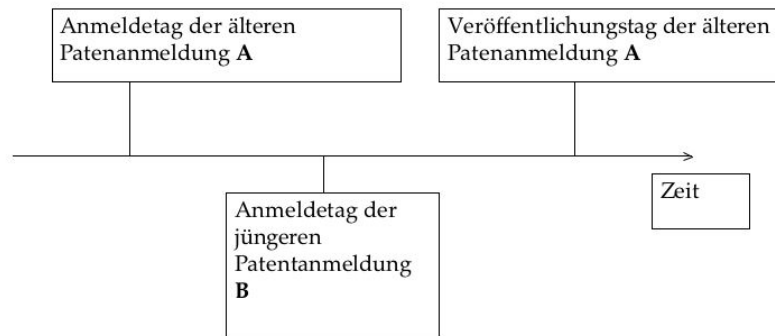 Anmeldetag der älteren
Patenanmeldung A
Veröffentlichungstag der älteren
Patenanmeldung A
Zeit
Anmeldetag der
jüngeren
Patentanmeldung
B